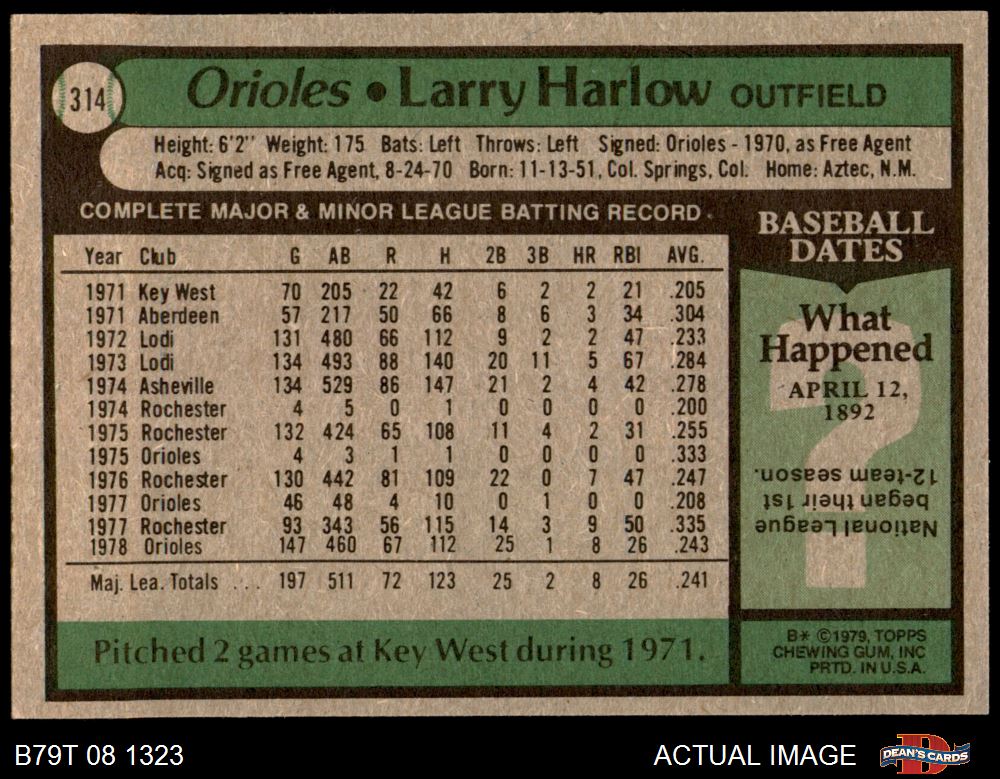 314
Orioles • Larry Harlow OUTFIELD
Height: 6'2" Weight: 175 Bats: Left Throws: Left Signed: Orioles - 1970, as Free Agent
Acq: Signed as Free Agent, 8-24-70 Born: 11-13-51, Col. Springs, Col. Home: Aztec, N.M.
COMPLETE MAJOR & MINOR LEAGUE BATTING RECORD
Year Club G AB R H 2B 3B HR RBI AVG.
1971 Key West 70 205 22 42 6 2 2 21 .205
1971 Aberdeen 57 217 50 66 8 6 3 34 .304
1972 Lodi 131 480 66 112 9 2 2 47 .233
1973 Lodi 134 493 88 140 20 11 5 67 .284
1974 Asheville 134 529 86 147 21 2 4 42 .278
1974 Rochester 4 5 0 1 0 0 0 0 .200
1975 Rochester 132 424 65 108 11 4 2 31 .255
1975 Orioles 4 3 1 1 0 0 0 0 .333
1976 Rochester 130 442 81 109 22 0 7 47 .247
1977 Orioles 46 48 4 10 0 1 0 0 .208
1977 Rochester 93 343 56 115 14 3 9 50 .335
1978 Orioles 147 460 67 112 25 1 8 26 .243
Maj. Lea. Totals ... 197 511 72 123 25 2 8 26 .241
Pitched 2 games at Key West during 1971.
BASEBALL
DATES
What
Happened
APRIL 12,
1892
?
National League
began their 1st
12-team season.
B* ©1979, TOPPS
CHEWING GUM, INC
PRTD. IN U.S.A.
B79T 08 1323
ACTUAL IMAGE
D
DEAN'S CARDS